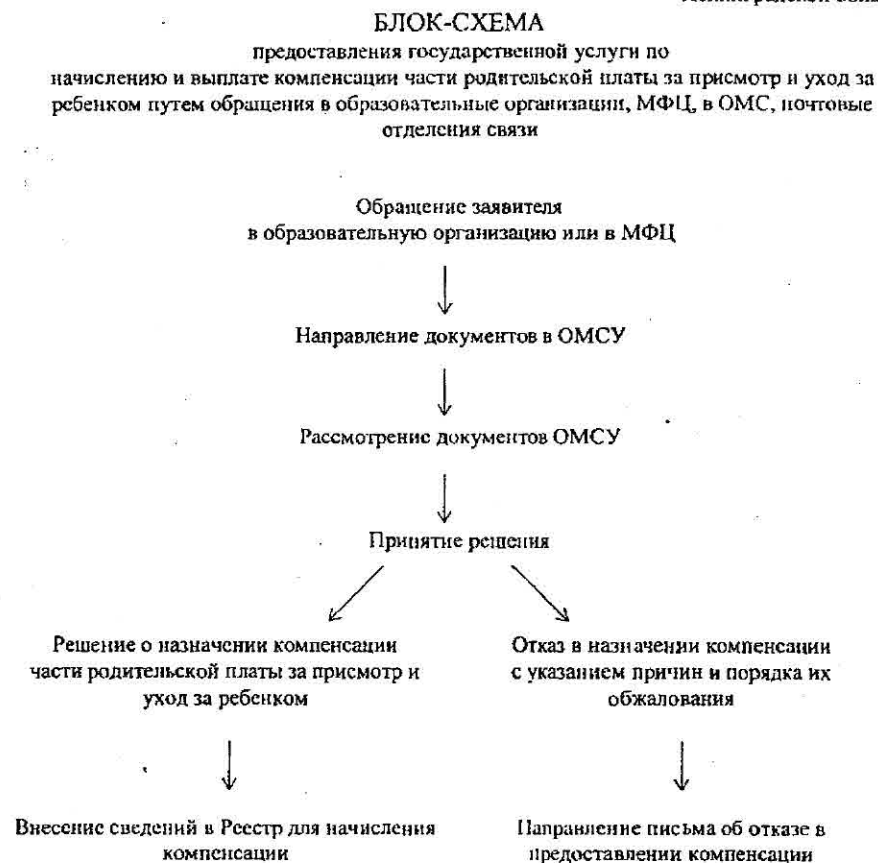 БЛОК-СХЕМА
предоставления государственной услуги по
начислению и выплате компенсации части родительской платы за присмотр и уход за
ребенком путем обращения в образовательные организации, МФЦ, в ОМС, почтовые
отделения связи
Обращение заявителя
в образовательную организацию или в МФЦ
Направление документов в ОМСУ
Рассмотрение документов ОМСУ
Принятие решения
Решение о назначении компенсации
части родительской платы за присмотр и
уход за ребенком
Отказ в назначении компенсации
с указанием причин и порядка их
обжалования
Внесение сведений в Реестр для начисления
компенсации
Направление письма об отказе в
предоставлении компенсации